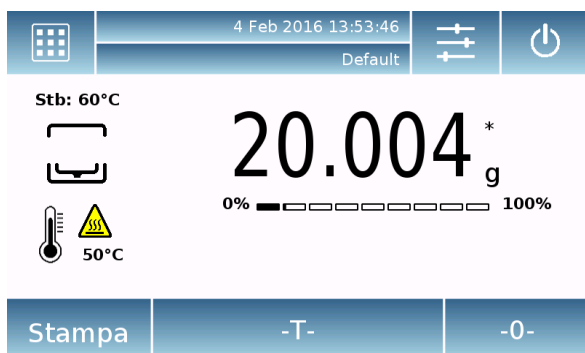 4 Feb 2016 13:53:46
Default
Stb: 60°C
20.004 * g
0% 100%
50°C
Stampa -T- -0-